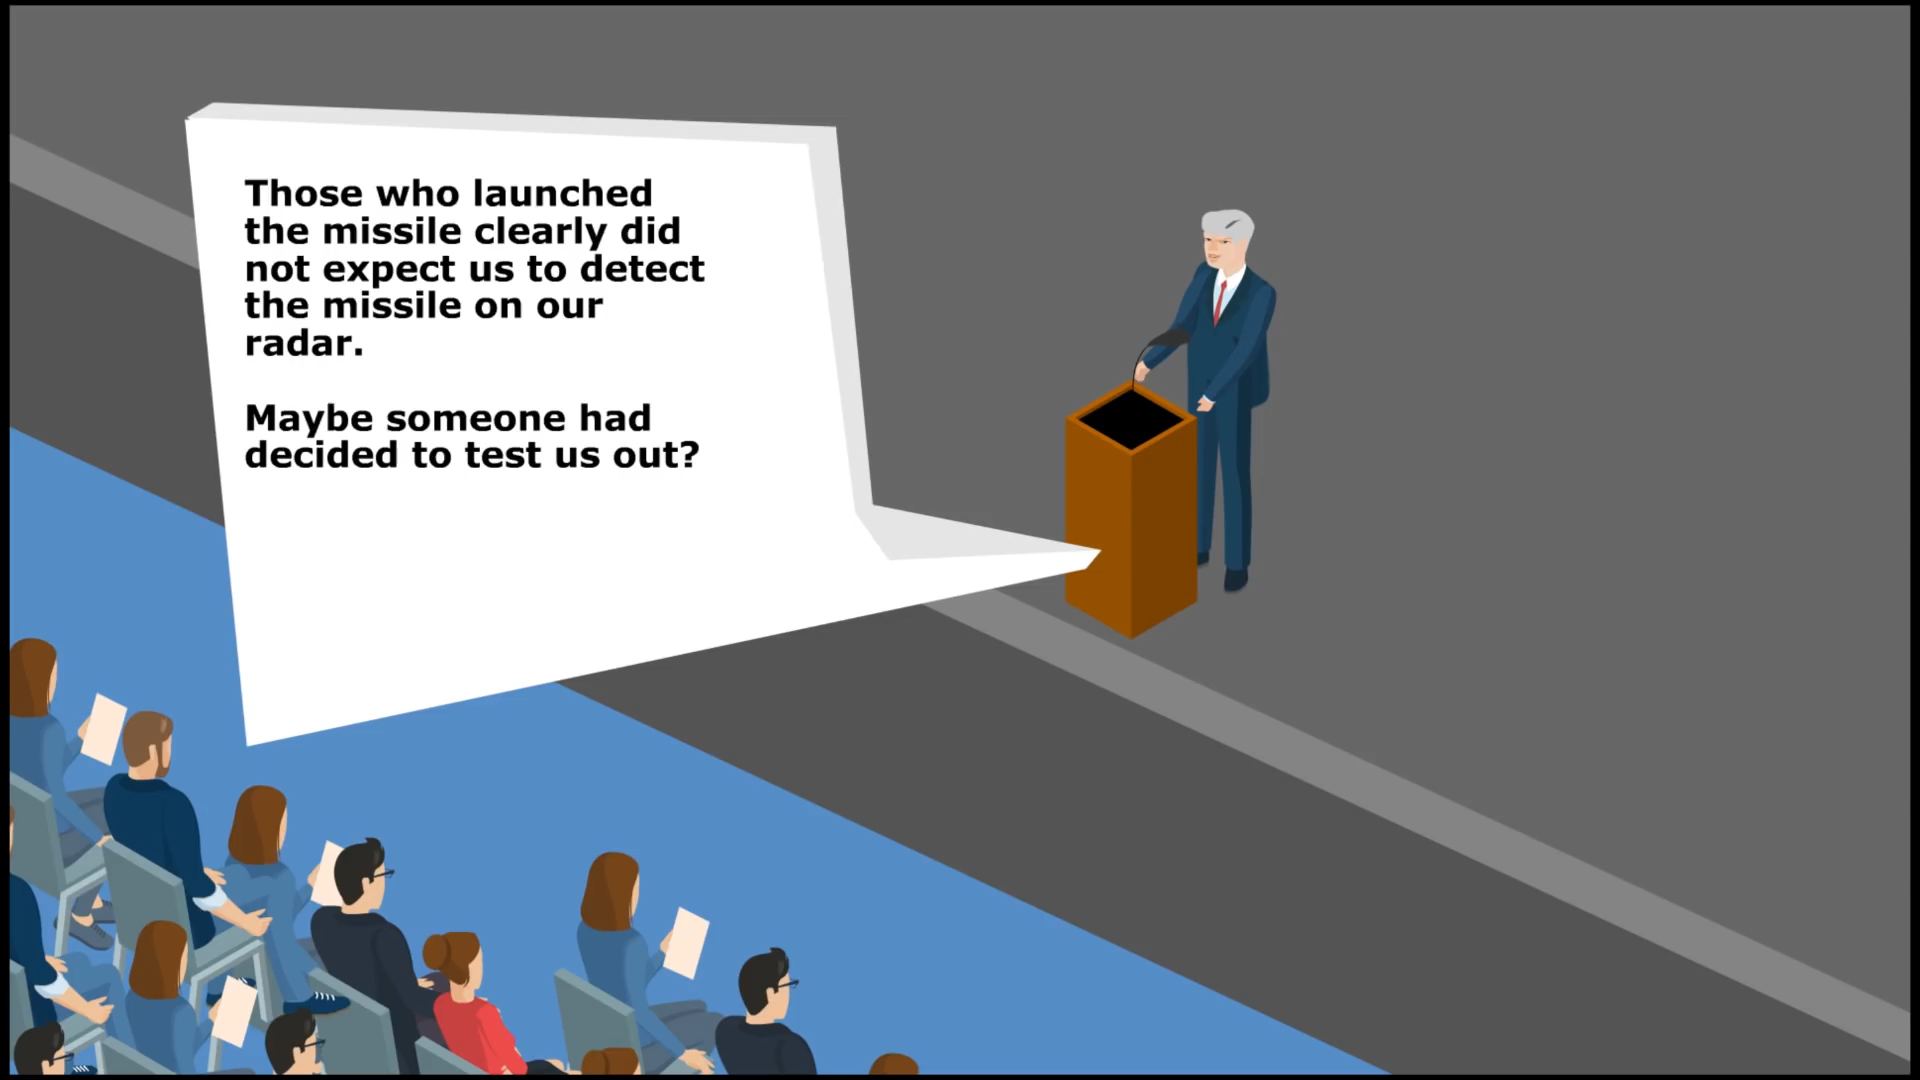 Those who launched
the missile clearly did
not expect us to detect
the missile on our
radar.
Maybe someone had
decided to test us out?